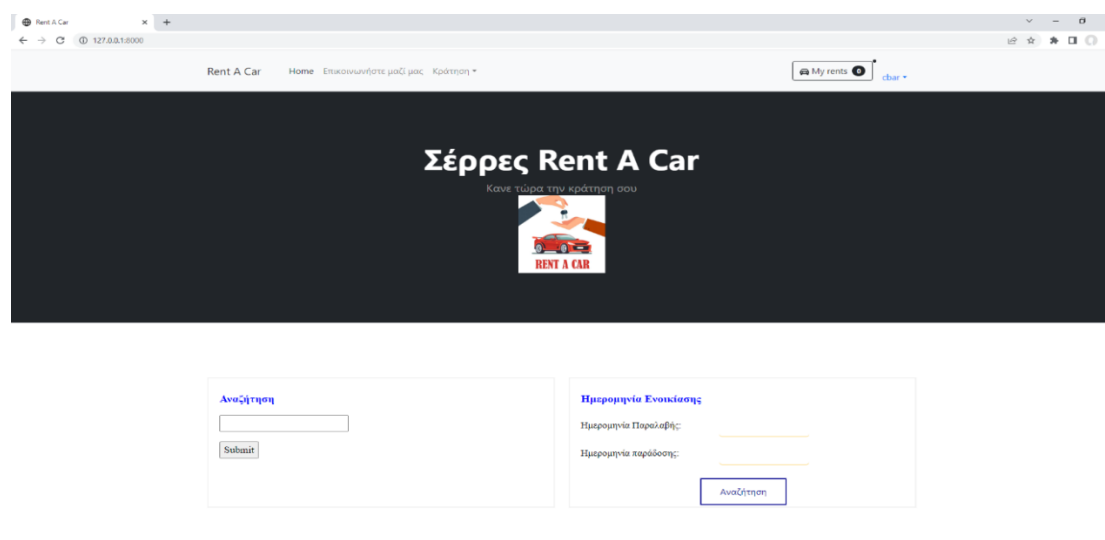 Rent A Car
127.0.0.1:8000
Rent A Car Home Επικοινωνήστε μαζί μας Κράτηση My rents 0 cbar
Σέρρες Rent A Car
Κανε τώρα την κράτηση σου
RENT A CAR
Αναζήτηση
Submit
Ημερομηνία Ενοικίασης
Ημερομηνία Παραλαβής:
Ημερομηνία παράδοσης:
Αναζήτηση